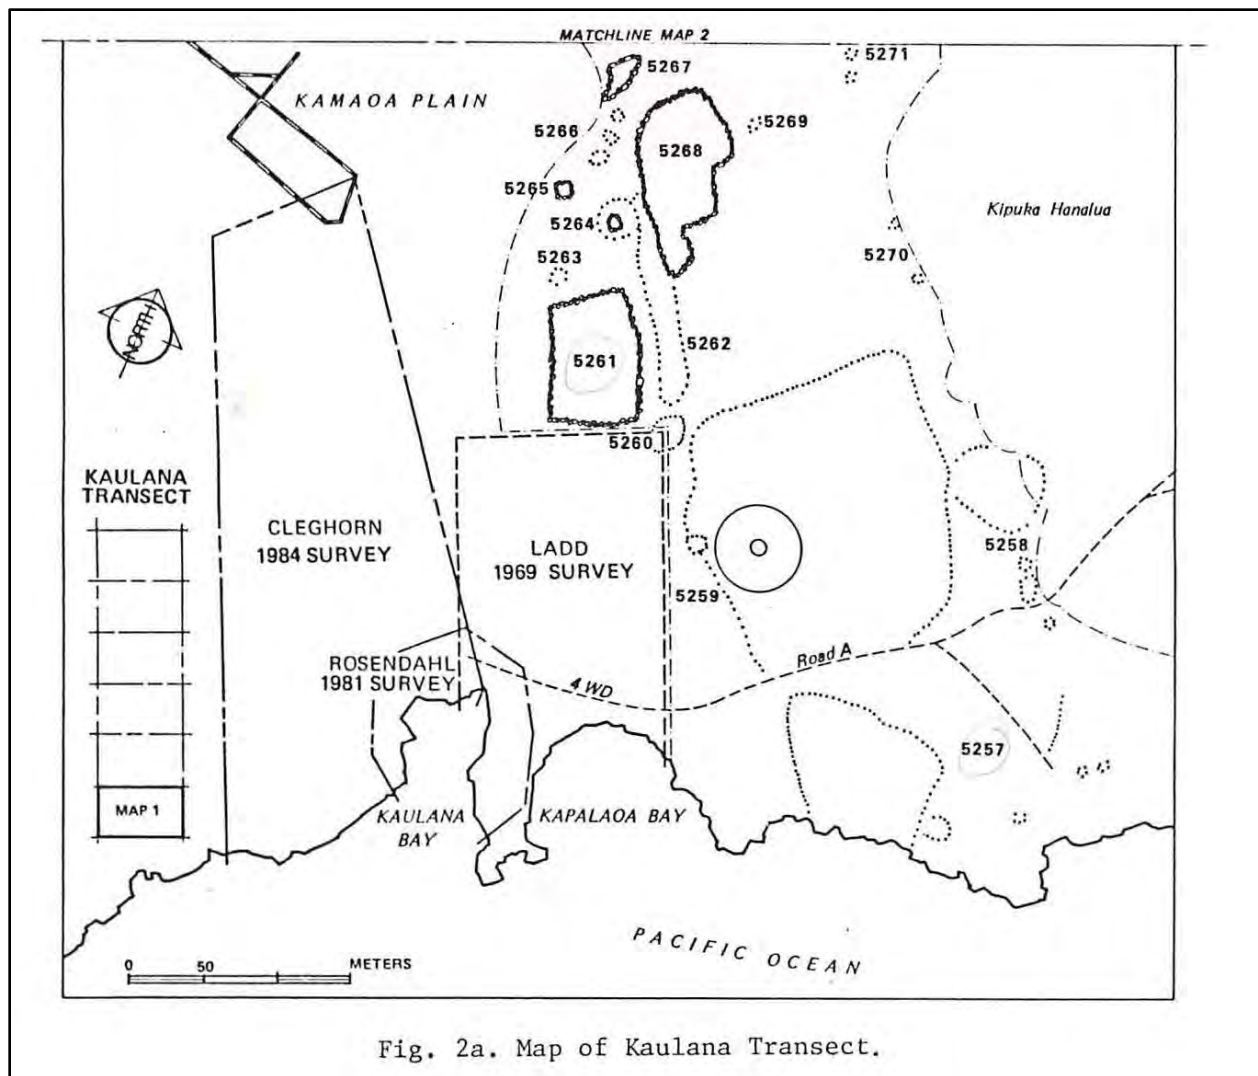 MATCHLINE MAP 2
5271
5267
KAMAOA PLAIN
5266
5269
5268
5265
Kipuka Hanalua
5264
5263
5270
NORTH
5262
5261
5260
KAULANA
TRANSECT
CLEGHORN
1984 SURVEY
LADD
1969 SURVEY
5258
5259
ROSENDAHL
1981 SURVEY
Road A
4 WD
5257
MAP 1
KAULANA
BAY
KAPALAOA BAY
PACIFIC OCEAN
0 50 METERS
Fig. 2a. Map of Kaulana Transect.